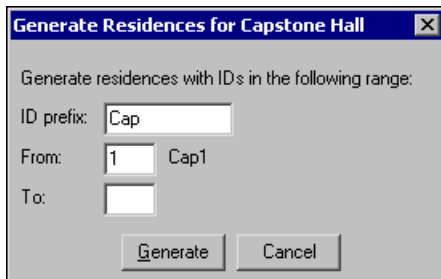 Generate Residences for Capstone Hall
Generate residences with IDs in the following range:
ID prefix: Cap
From: 1 Cap1
To:
Generate Cancel